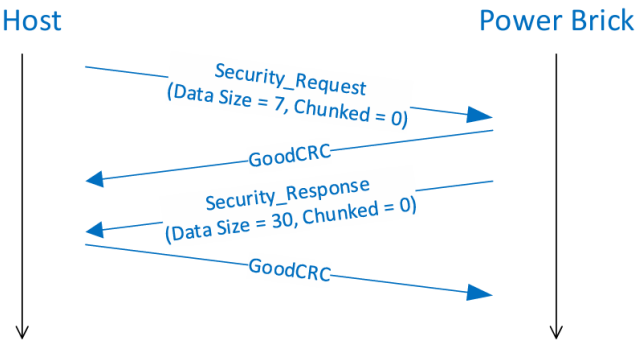 Host
Power Brick
Security_Request
(Data Size = 7, Chunked = 0)
GoodCRC
Security_Response
(Data Size = 30, Chunked = 0)
GoodCRC